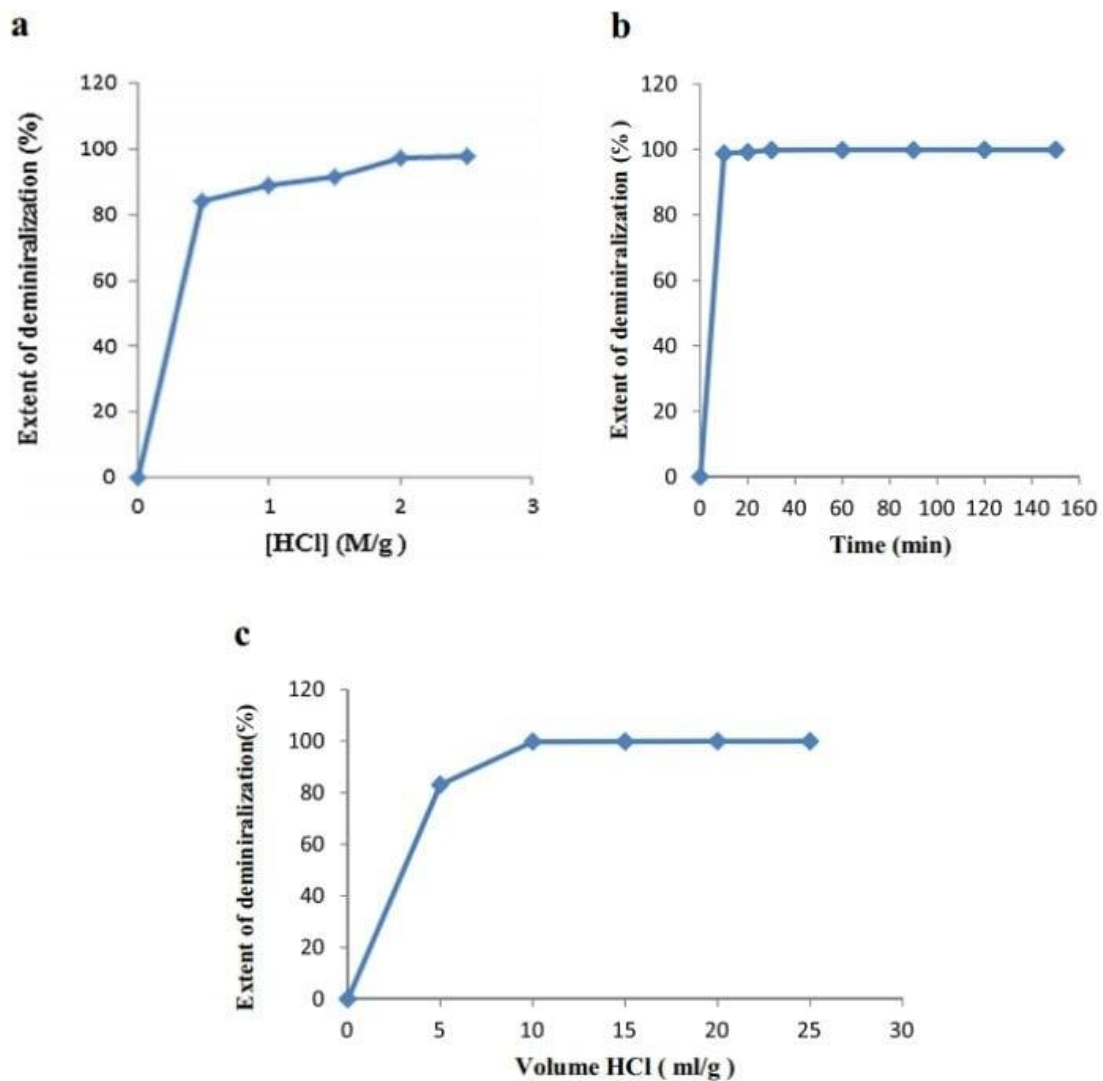 a
Extent of deminiralization (%)
120
100
80
60
40
20
0
0 1 2 3
[HCl] (M/g )
b
Extent of deminiralization (% )
120
100
80
60
40
20
0
0 20 40 60 80 100 120 140 160
Time (min)
c
Extent of deminiralization(%)
120
100
80
60
40
20
0
0 5 10 15 20 25 30
Volume HCl ( ml/g )